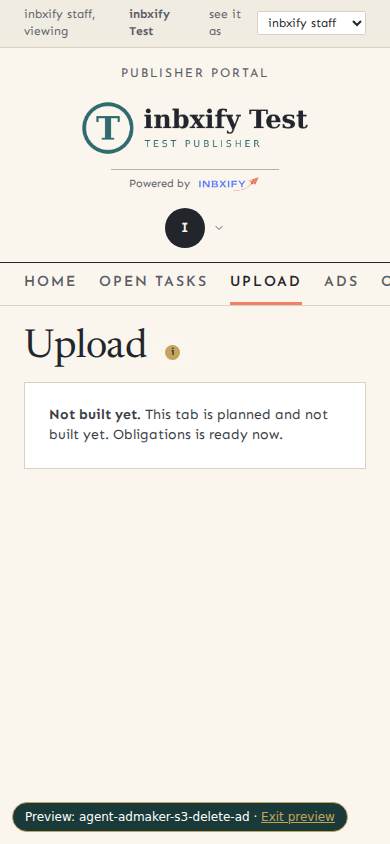 inbxify staff, viewing
inbxify Test
see it as
inbxify staff
PUBLISHER PORTAL
T
inbxify Test
TEST PUBLISHER
Powered by INBXIFY
I
HOME OPEN TASKS UPLOAD ADS O
Upload i
Not built yet. This tab is planned and not
built yet. Obligations is ready now.
Preview: agent-admaker-s3-delete-ad · Exit preview